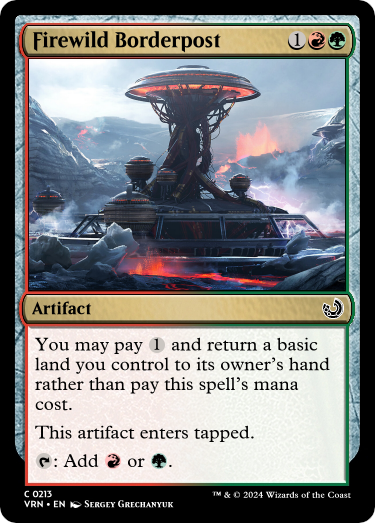 Firewild Borderpost 1
Artifact
You may pay 1 and return a basic
land you control to its owner's hand
rather than pay this spell's mana
cost.
This artifact enters tapped.
: Add or .
C 0213
VRN • EN Sergey Grechanyuk
™ & © 2024 Wizards of the Coast